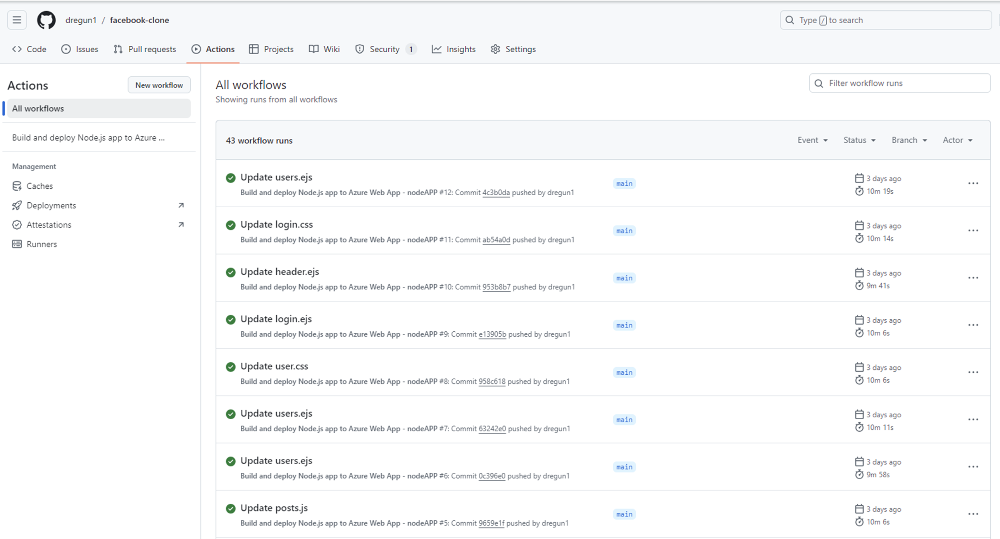 dregun1 / facebook-clone
Type / to search
Code Issues Pull requests Actions Projects Wiki Security 1 Insights Settings
Actions
New workflow
All workflows
Build and deploy Node.js app to Azure ...
Management
Caches
Deployments
Attestations
Runners
All workflows
Showing runs from all workflows
Filter workflow runs
43 workflow runs
Event Status Branch Actor
Update users.ejs
Build and deploy Node.js app to Azure Web App - nodeAPP #12: Commit 4c3b0da pushed by dregun1
main
3 days ago
10m 19s
Update login.css
Build and deploy Node.js app to Azure Web App - nodeAPP #11: Commit ab54a0d pushed by dregun1
main
3 days ago
10m 14s
Update header.ejs
Build and deploy Node.js app to Azure Web App - nodeAPP #10: Commit 953b8b7 pushed by dregun1
main
3 days ago
9m 41s
Update login.ejs
Build and deploy Node.js app to Azure Web App - nodeAPP #9: Commit e13905b pushed by dregun1
main
3 days ago
10m 6s
Update user.css
Build and deploy Node.js app to Azure Web App - nodeAPP #8: Commit 958c618 pushed by dregun1
main
3 days ago
10m 6s
Update users.ejs
Build and deploy Node.js app to Azure Web App - nodeAPP #7: Commit 63242e0 pushed by dregun1
main
3 days ago
10m 11s
Update users.ejs
Build and deploy Node.js app to Azure Web App - nodeAPP #6: Commit 0c396e0 pushed by dregun1
main
3 days ago
9m 58s
Update posts.js
Build and deploy Node.js app to Azure Web App - nodeAPP #5: Commit 9659e1f pushed by dregun1
main
3 days ago
10m 6s